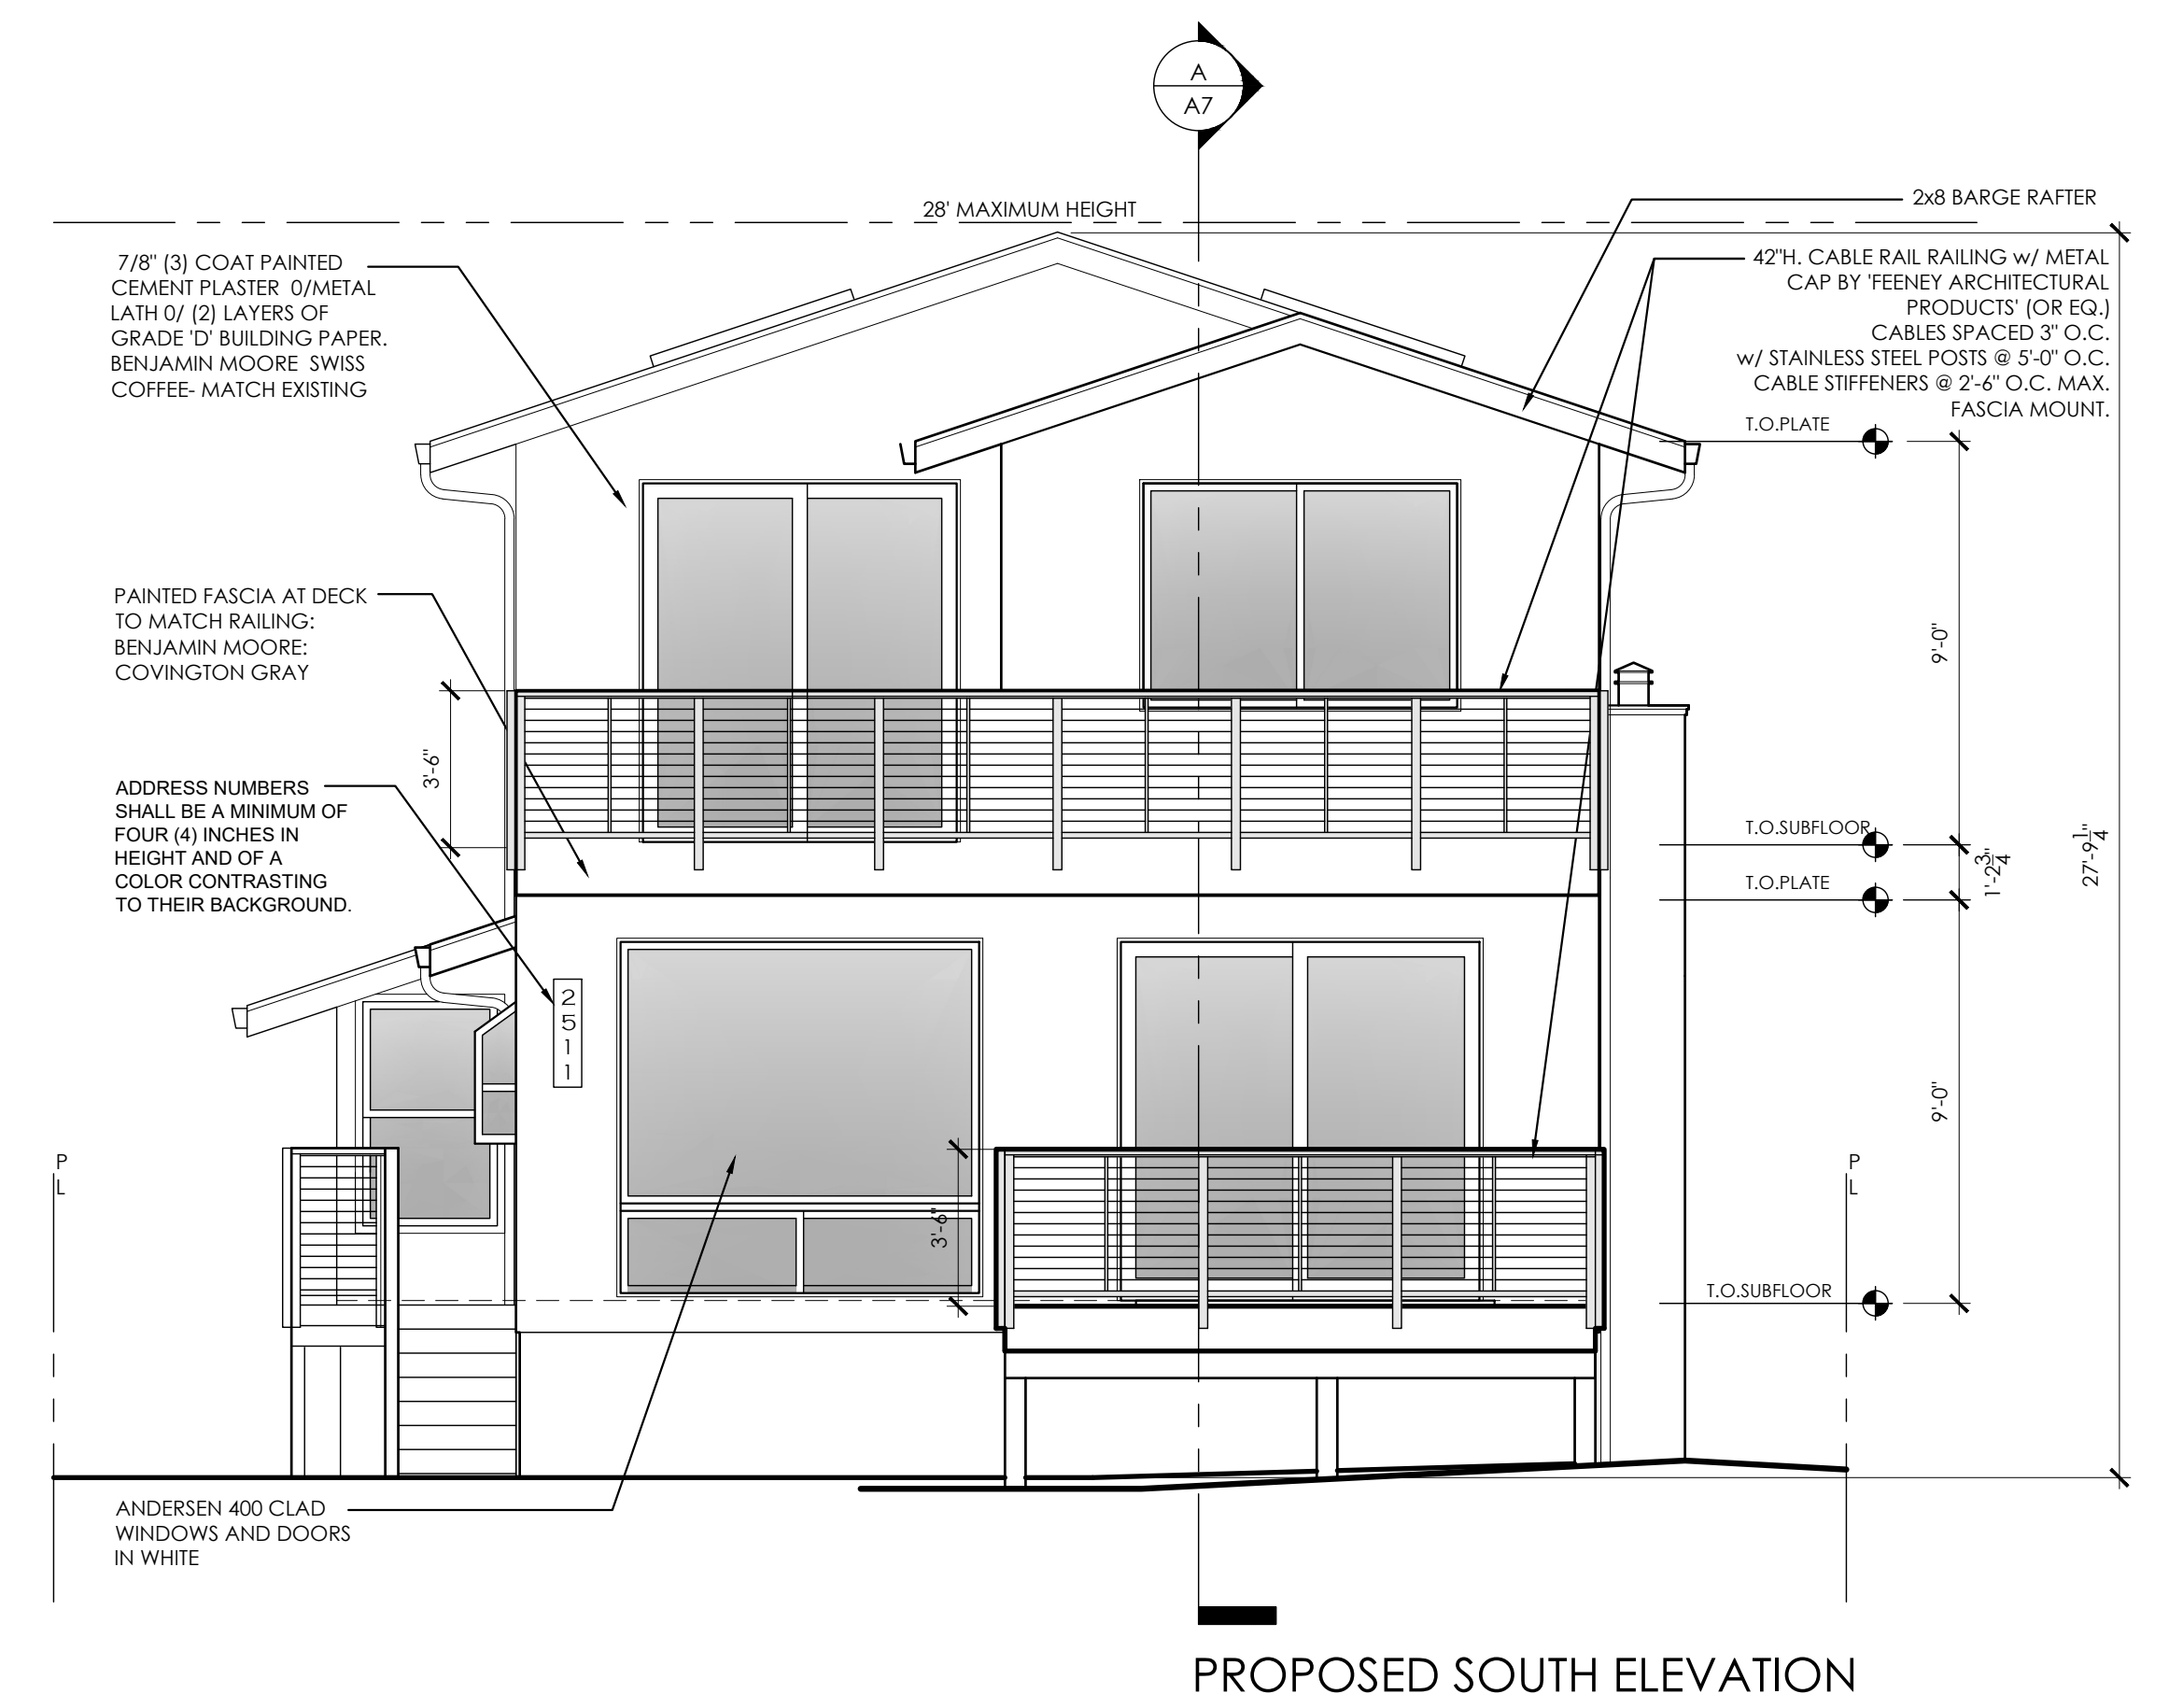 A
A7
28' MAXIMUM HEIGHT
2x8 BARGE RAFTER
7/8" (3) COAT PAINTED
CEMENT PLASTER 0/METAL
LATH 0/ (2) LAYERS OF
GRADE 'D' BUILDING PAPER.
BENJAMIN MOORE SWISS
COFFEE- MATCH EXISTING
42"H. CABLE RAIL RAILING w/ METAL
CAP BY 'FEENEY ARCHITECTURAL
PRODUCTS' (OR EQ.)
CABLES SPACED 3" O.C.
w/ STAINLESS STEEL POSTS @ 5'-0" O.C.
CABLE STIFFENERS @ 2'-6" O.C. MAX.
FASCIA MOUNT.
T.O.PLATE
PAINTED FASCIA AT DECK
TO MATCH RAILING:
BENJAMIN MOORE:
COVINGTON GRAY
9'-0"
3'-6"
ADDRESS NUMBERS
SHALL BE A MINIMUM OF
FOUR (4) INCHES IN
HEIGHT AND OF A
COLOR CONTRASTING
TO THEIR BACKGROUND.
T.O.SUBFLOOR
1'-2 3/4"
27'-9 1/4"
T.O.PLATE
2
5
1
1
9'-0"
P
L
P
L
3'-6"
T.O.SUBFLOOR
ANDERSEN 400 CLAD
WINDOWS AND DOORS
IN WHITE
PROPOSED SOUTH ELEVATION